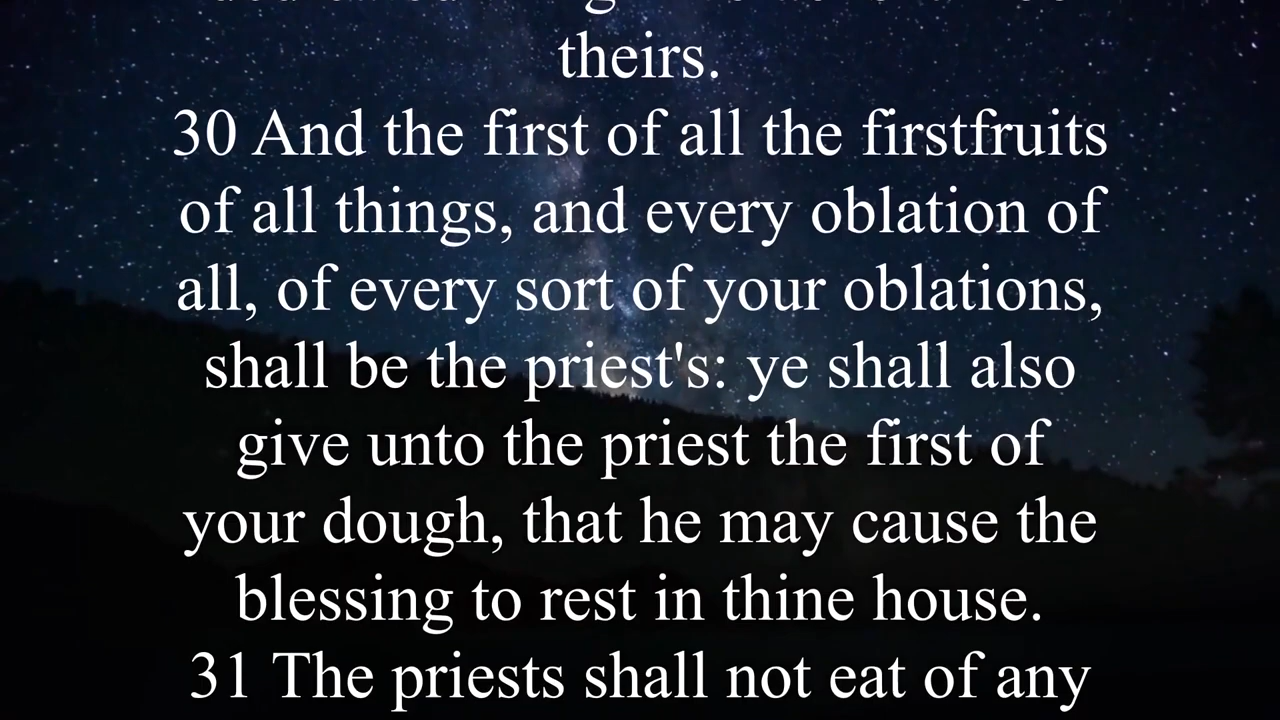 theirs.
30 And the first of all the firstfruits
of all things, and every oblation of
all, of every sort of your oblations,
shall be the priest's: ye shall also
give unto the priest the first of
your dough, that he may cause the
blessing to rest in thine house.
31 The priests shall not eat of any